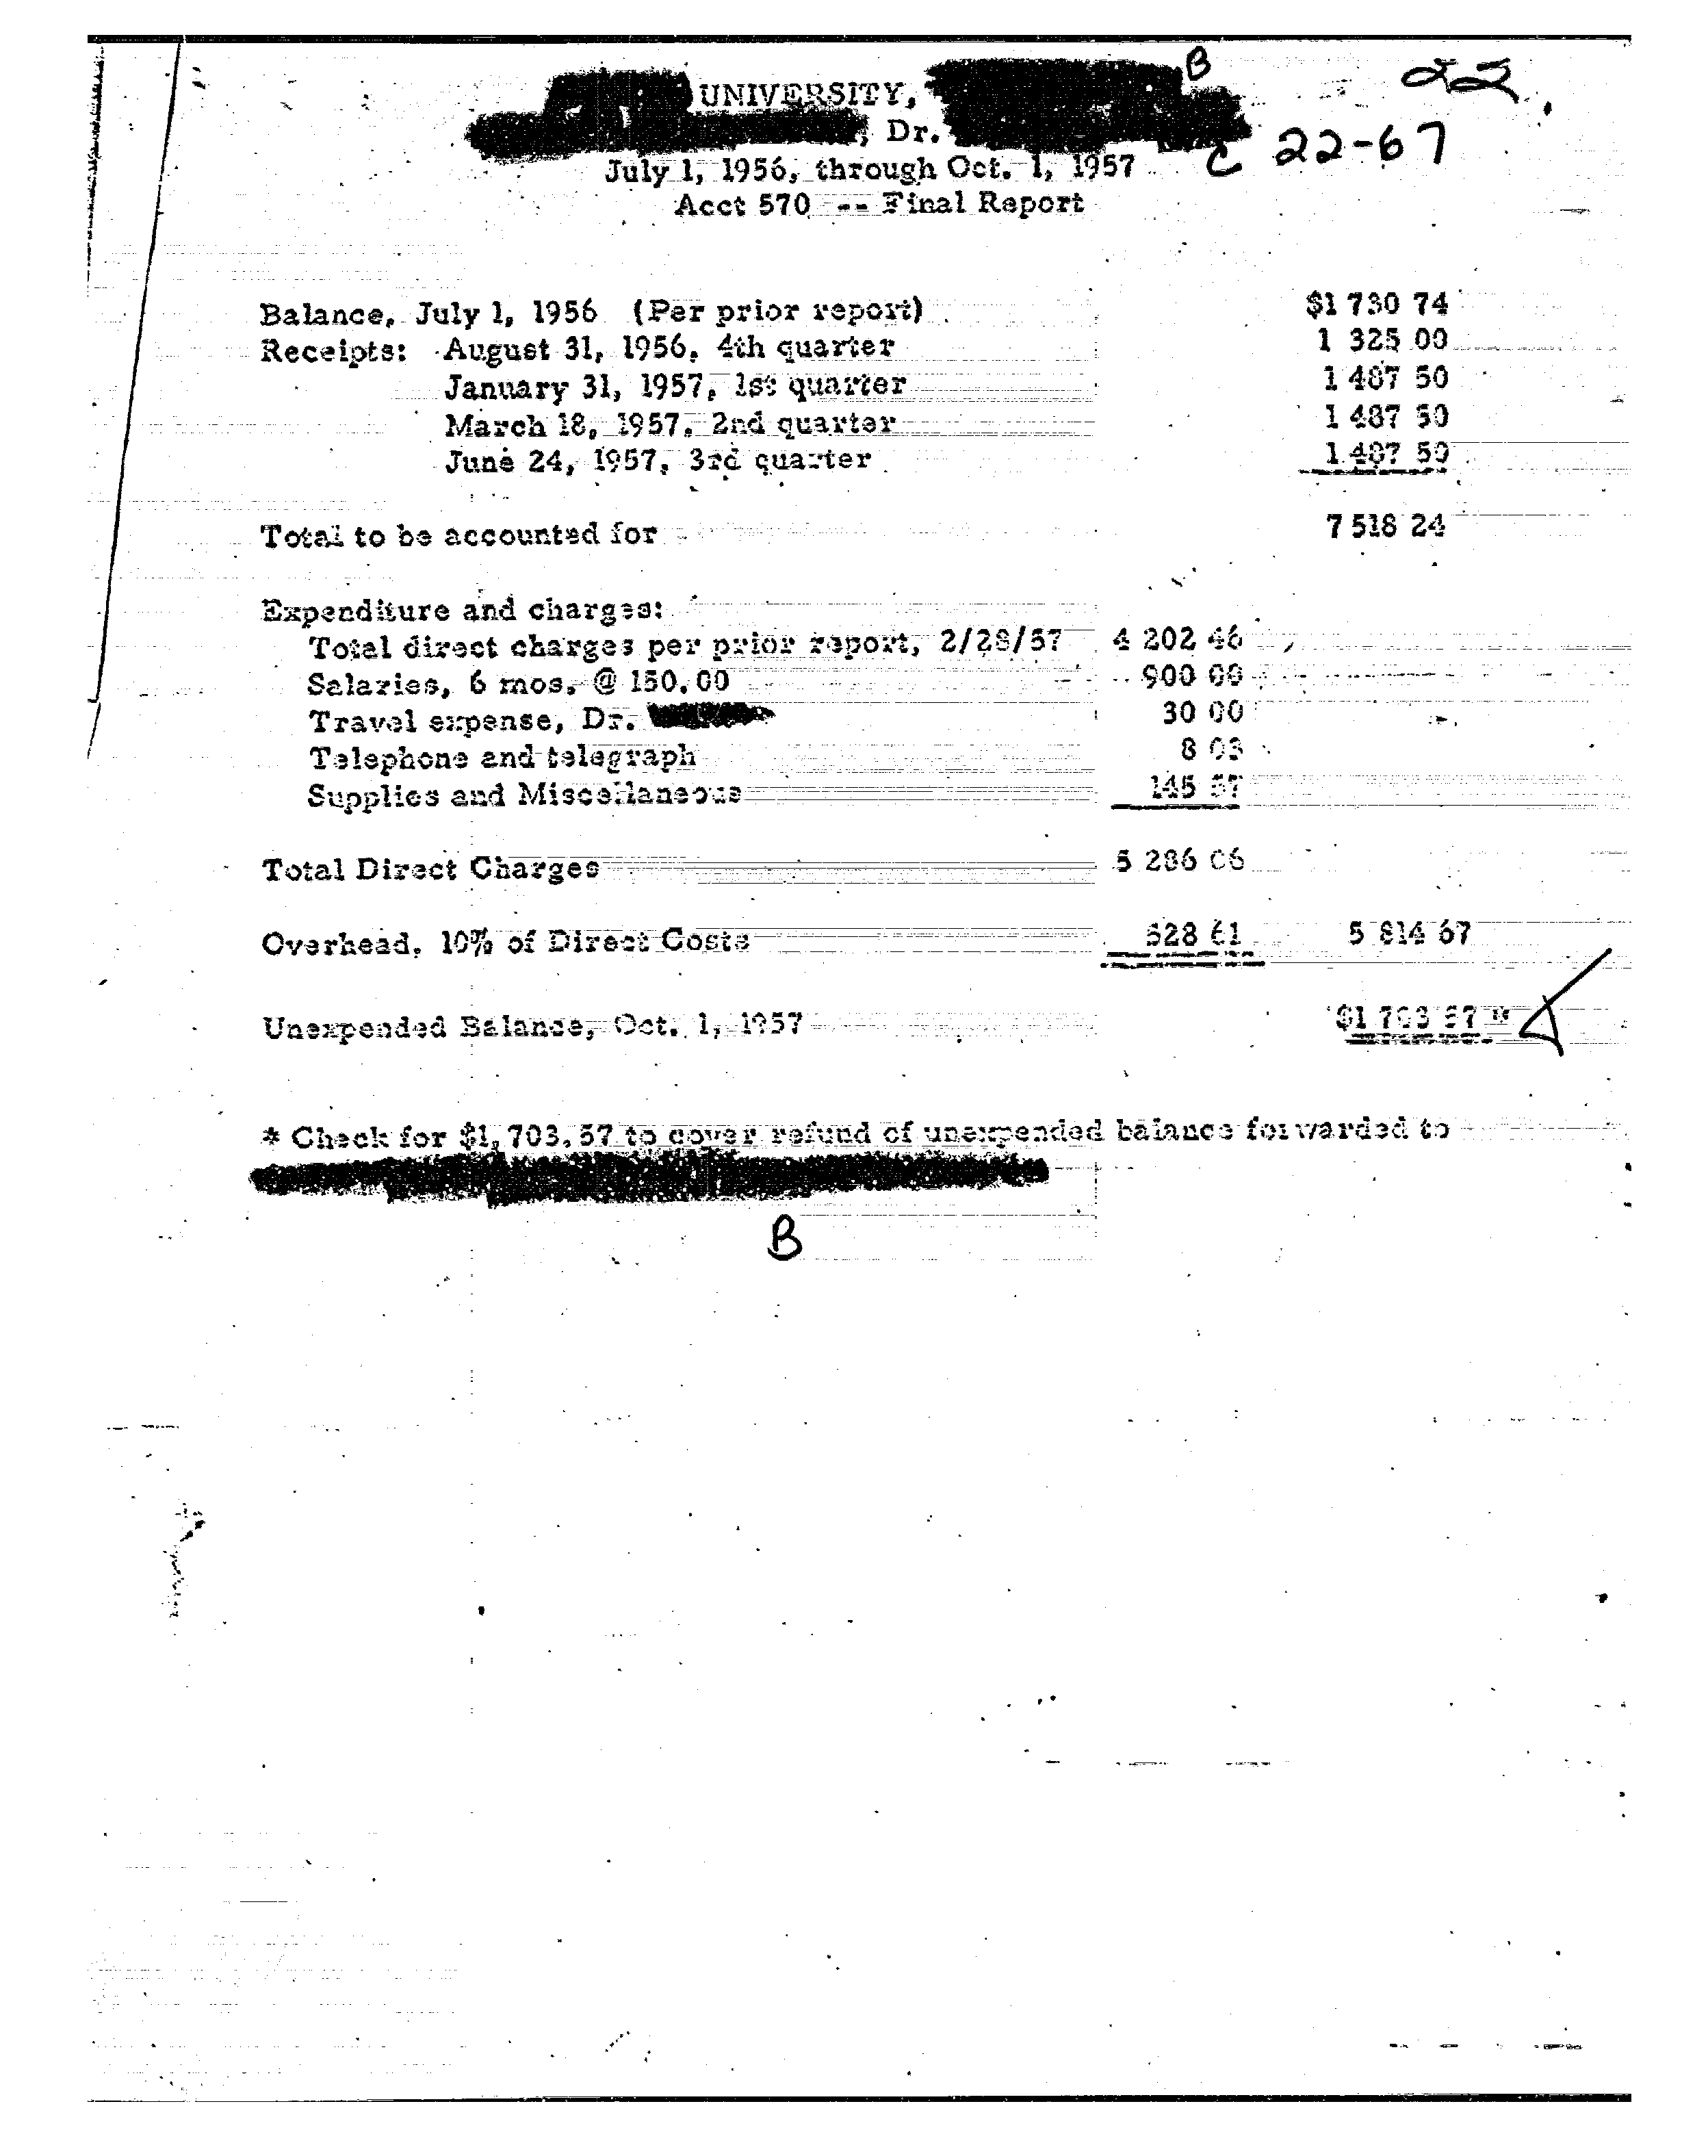 B 22
UNIVERSITY,
, Dr.
C 22-67
July 1, 1956, through Oct. 1, 1957
Acct 570 -- Final Report
Balance, July 1, 1956 (Per prior report) $1 730 74
Receipts: August 31, 1956, 4th quarter 1 325 00
January 31, 1957, 1st quarter 1 487 50
March 18, 1957, 2nd quarter 1 487 50
June 24, 1957, 3rd quarter 1 487 50
Total to be accounted for 7 518 24
Expenditure and charges:
Total direct charges per prior report, 2/28/57 4 202 46
Salaries, 6 mos. @ 150.00 900 00
Travel expense, Dr. 30 00
Telephone and telegraph 8 03
Supplies and Miscellaneous 145 57
Total Direct Charges 5 286 06
Overhead, 10% of Direct Costs 528 61 5 814 67
Unexpended Balance, Oct. 1, 1957 $1 703 57 *
* Check for $1,703.57 to cover refund of unexpended balance forwarded to
B